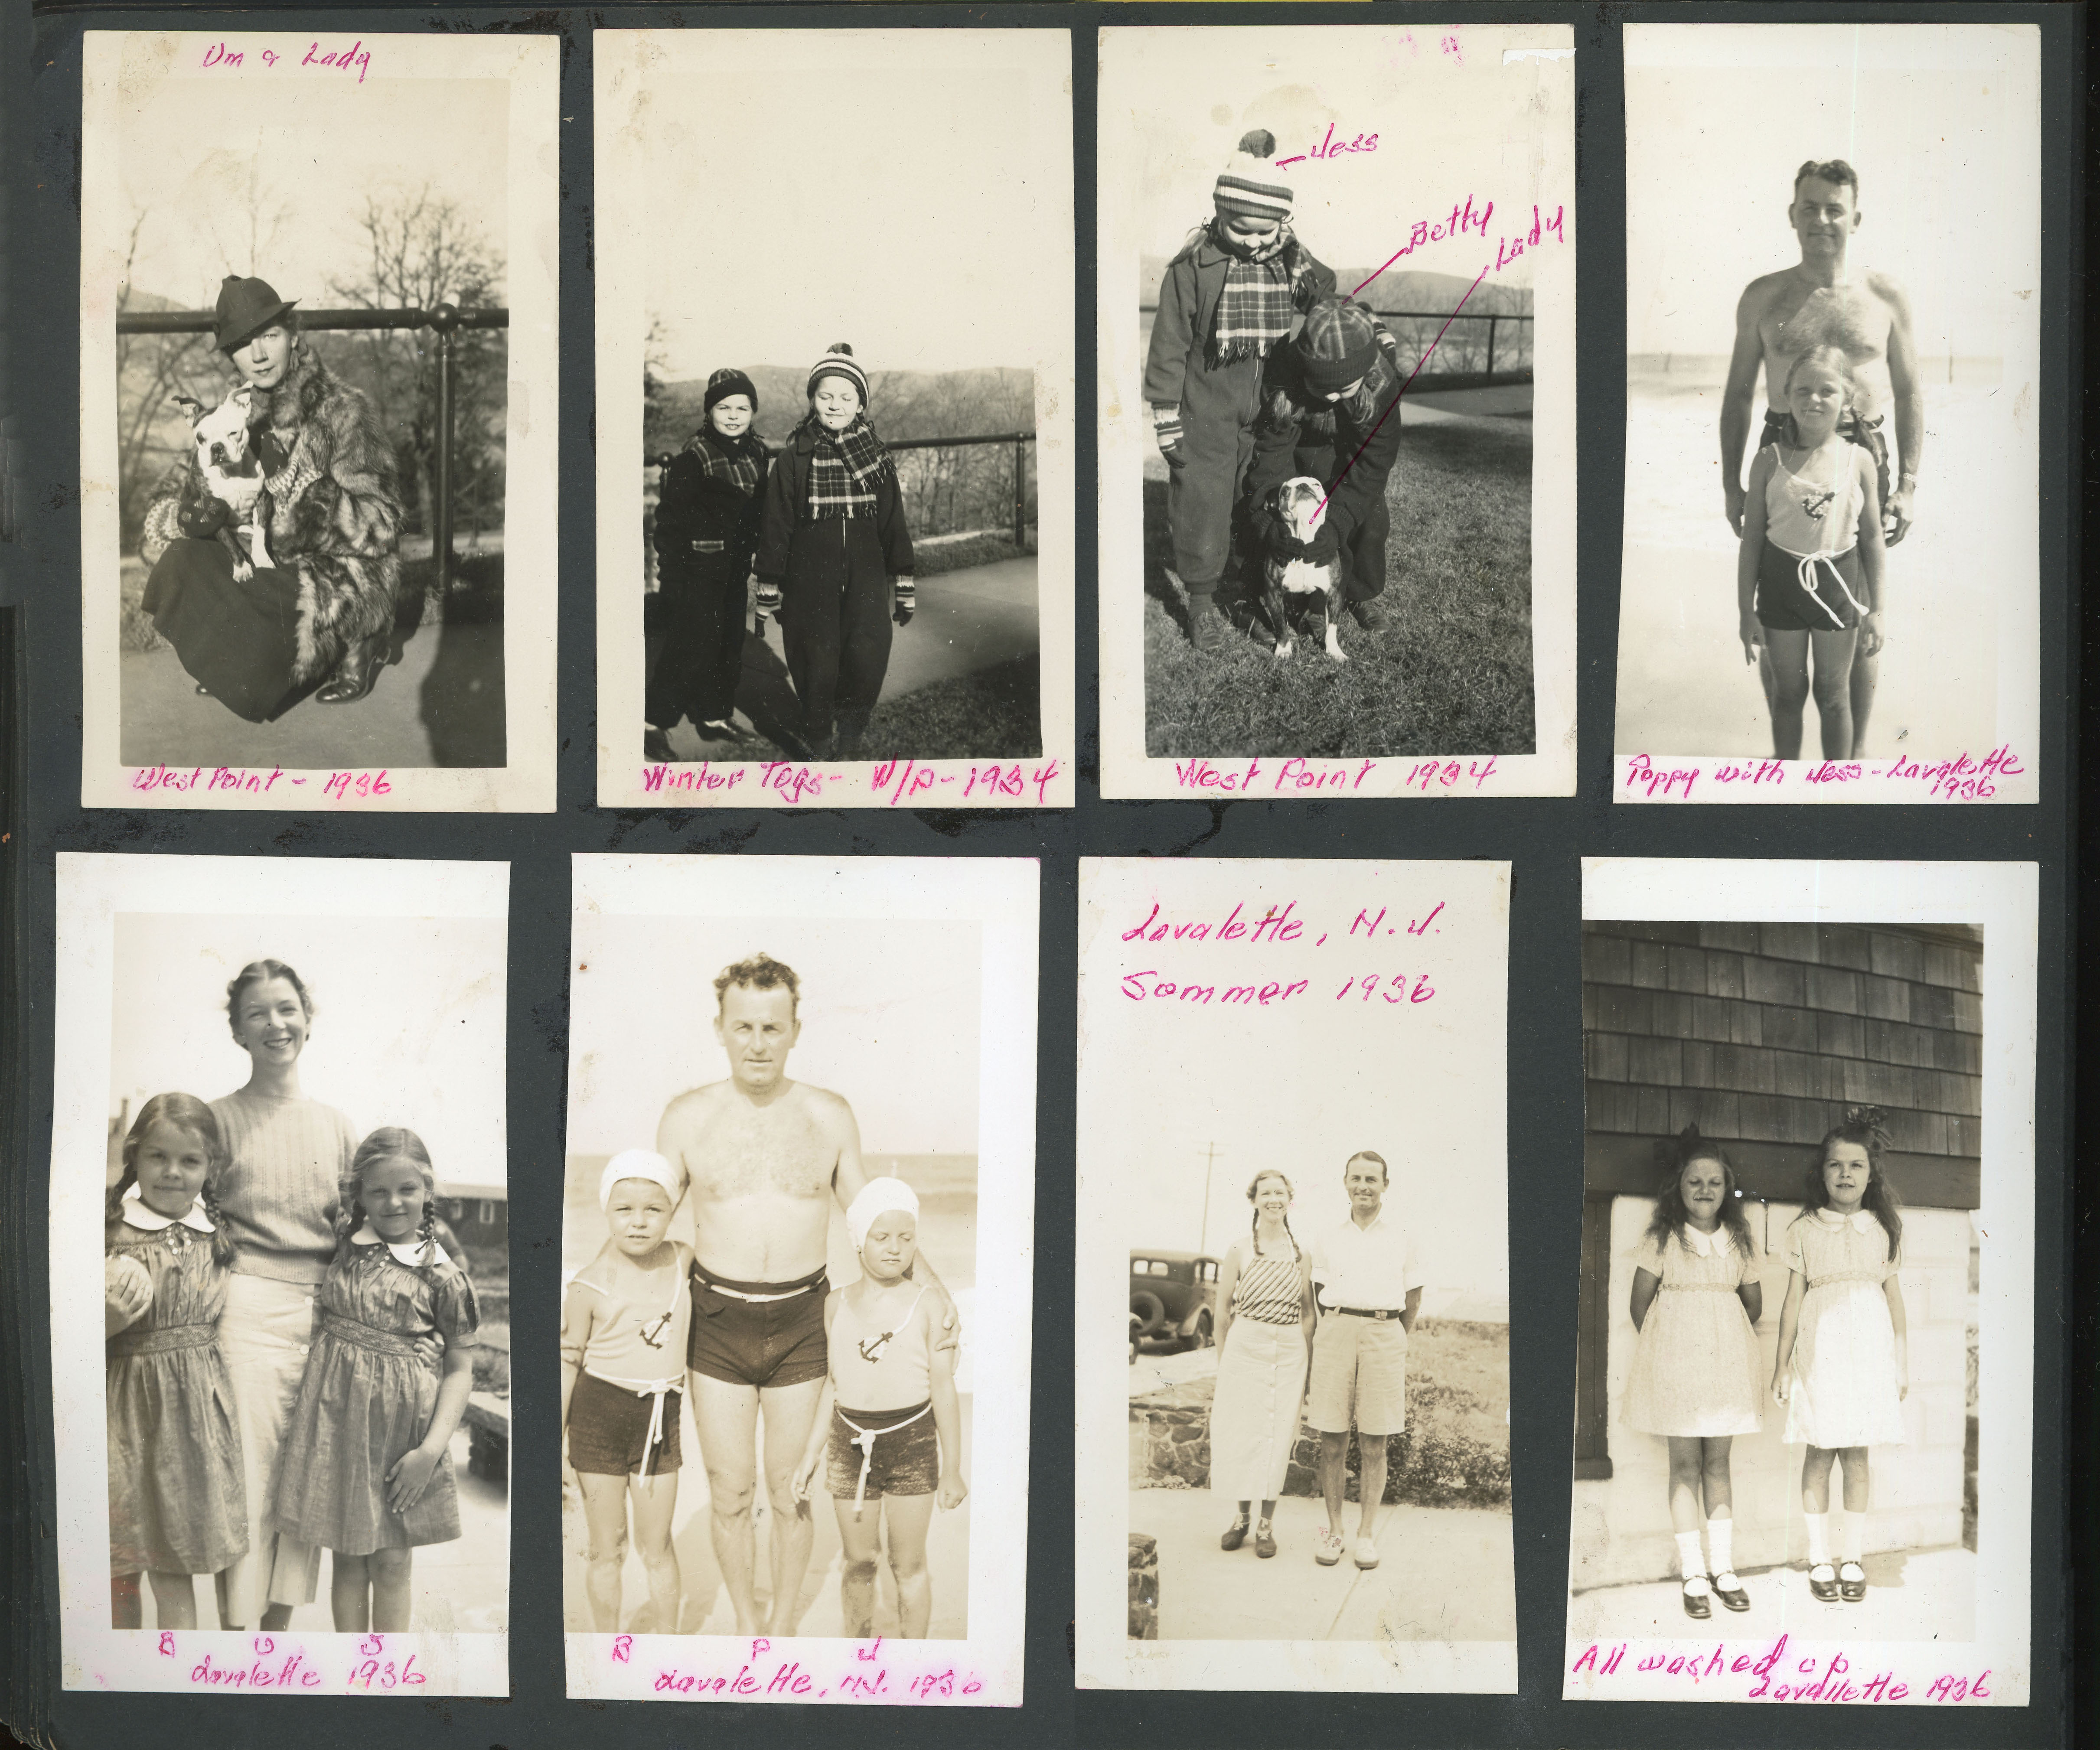 Um & Lady
West Point - 1936
Winter Togs - W/P - 1934
Jess
Betty
Lady
West Point 1934
Poppy with Jess - Lavalette
1936
B U J
Lavalette 1936
B P J
Lavalette, N.J. 1936
Lavalette, N.J.
Sommer 1936
All washed up
Lavallette 1936